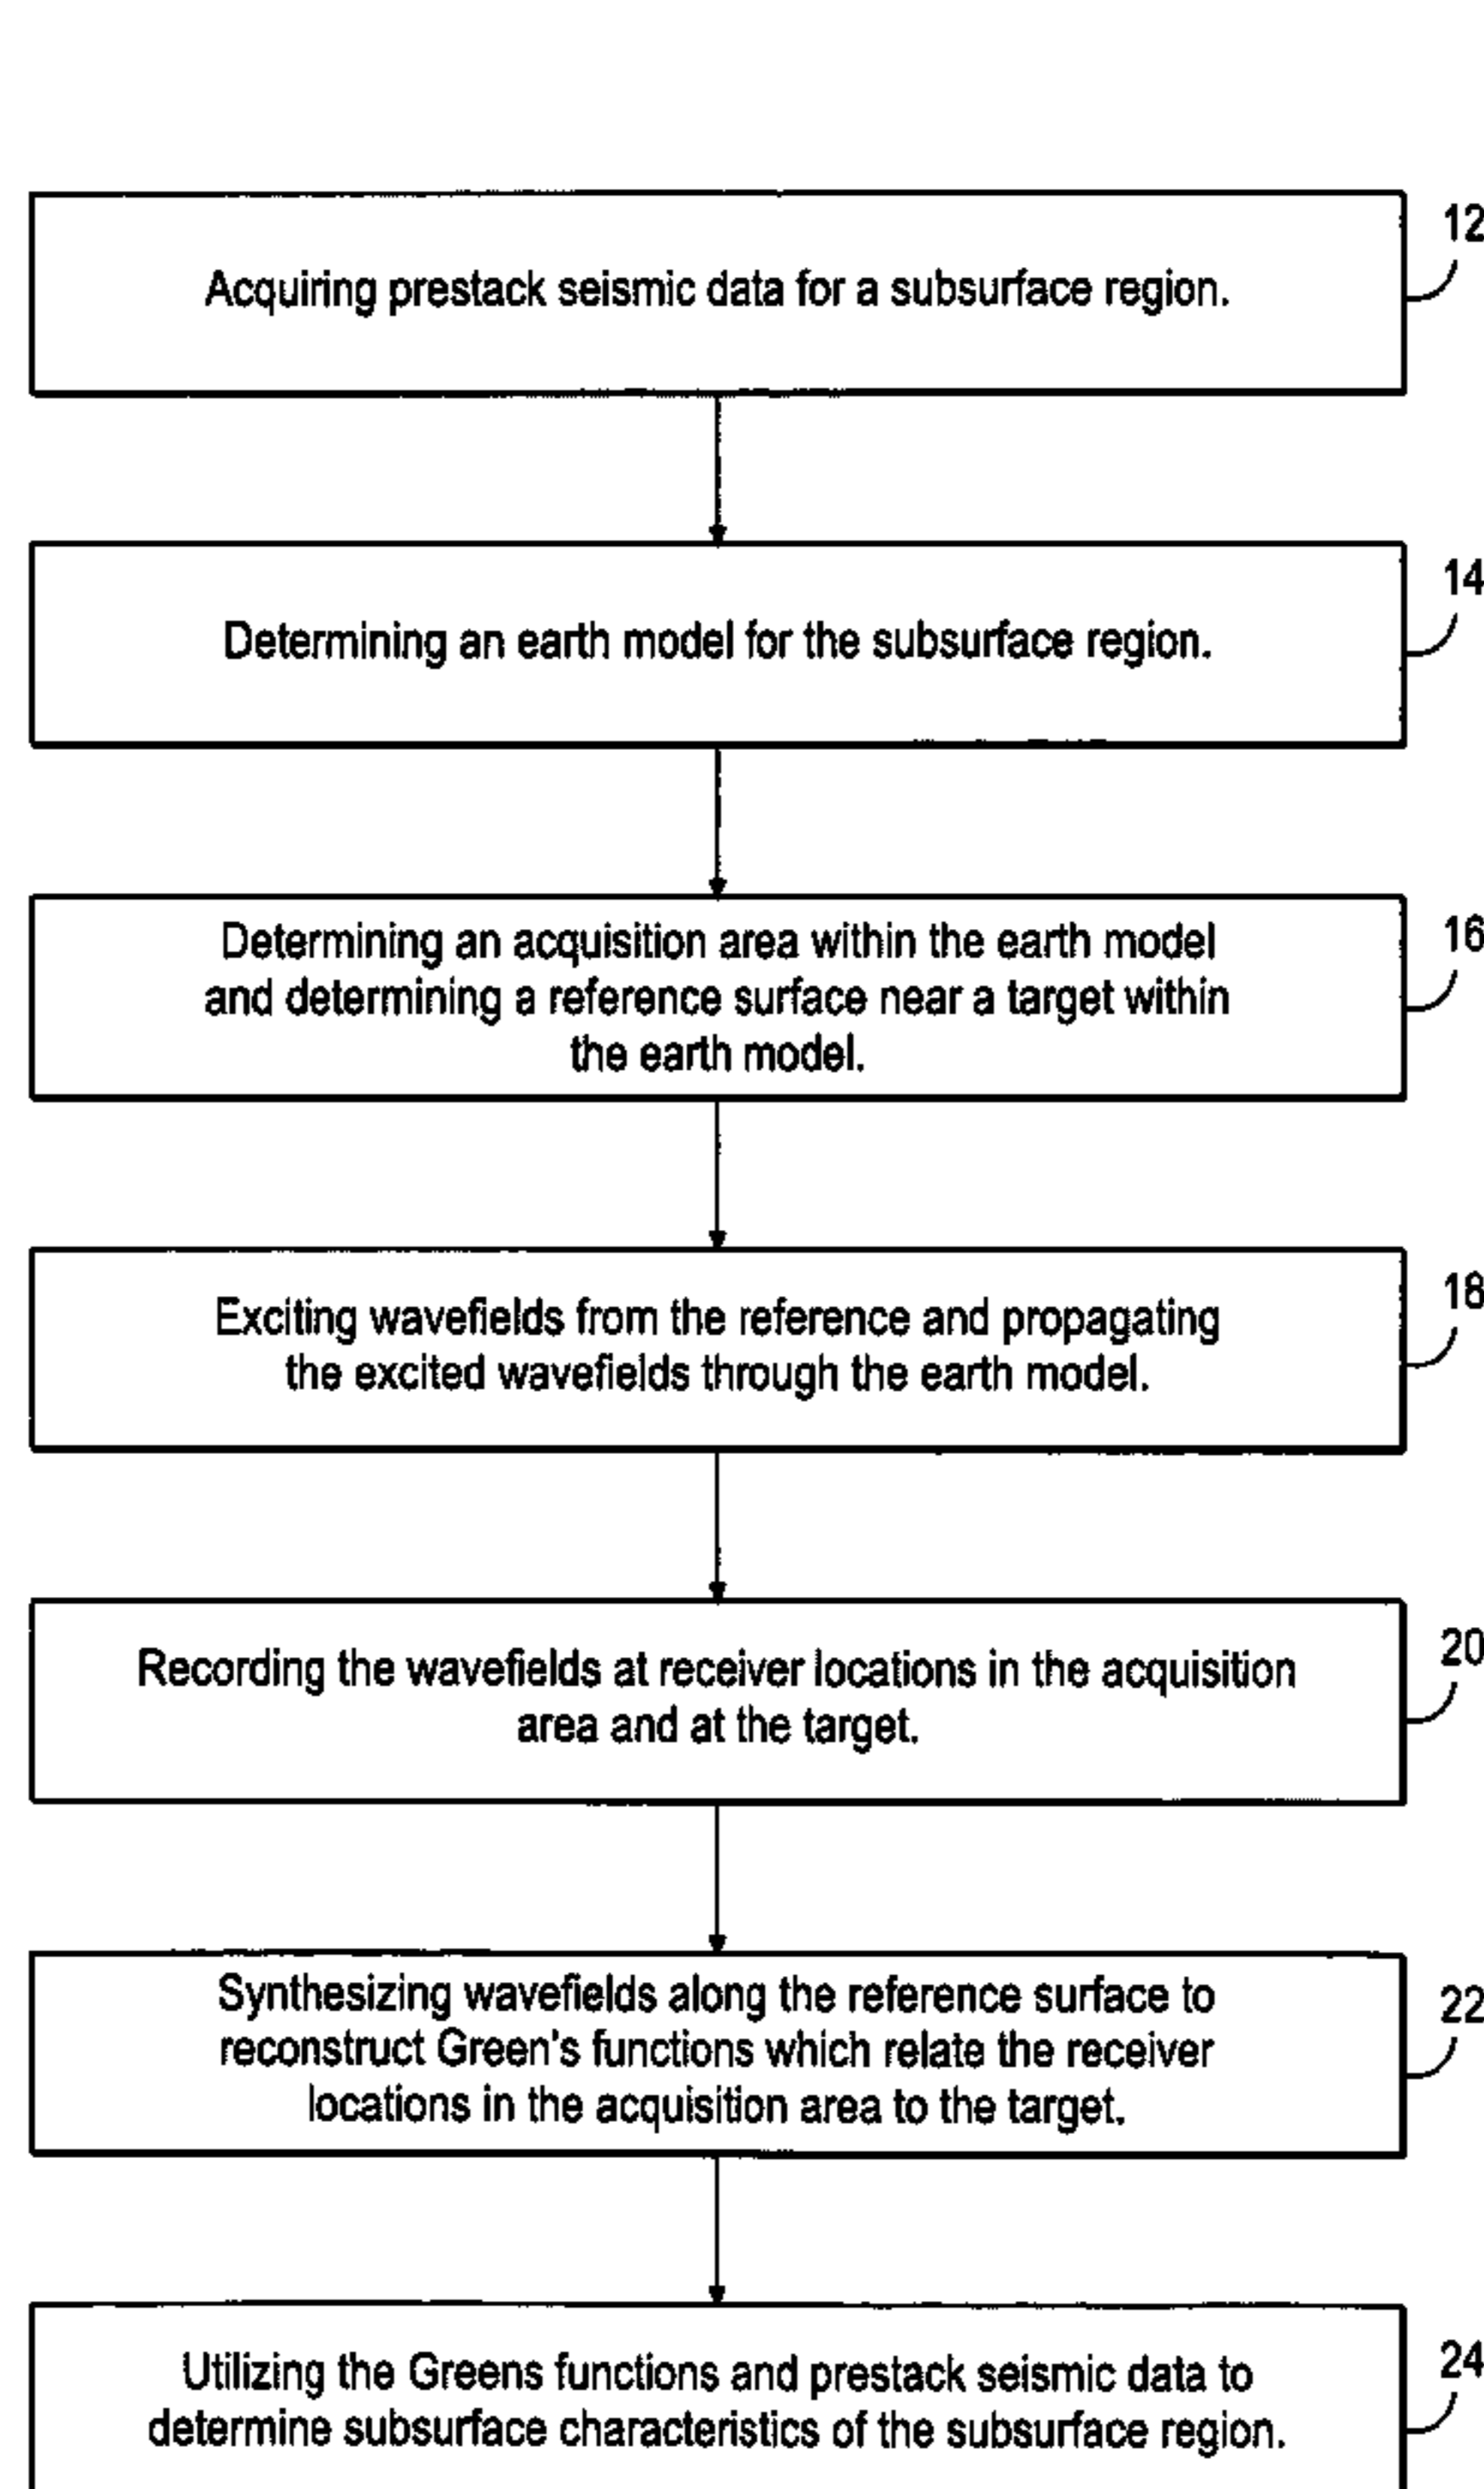 12
Acquiring prestack seismic data for a subsurface region.
14
Determining an earth model for the subsurface region.
16
Determining an acquisition area within the earth model
and determining a reference surface near a target within
the earth model.
18
Exciting wavefields from the reference and propagating
the excited wavefields through the earth model.
20
Recording the wavefields at receiver locations in the acquisition
area and at the target.
22
Synthesizing wavefields along the reference surface to
reconstruct Green's functions which relate the receiver
locations in the acquisition area to the target.
24
Utilizing the Greens functions and prestack seismic data to
determine subsurface characteristics of the subsurface region.